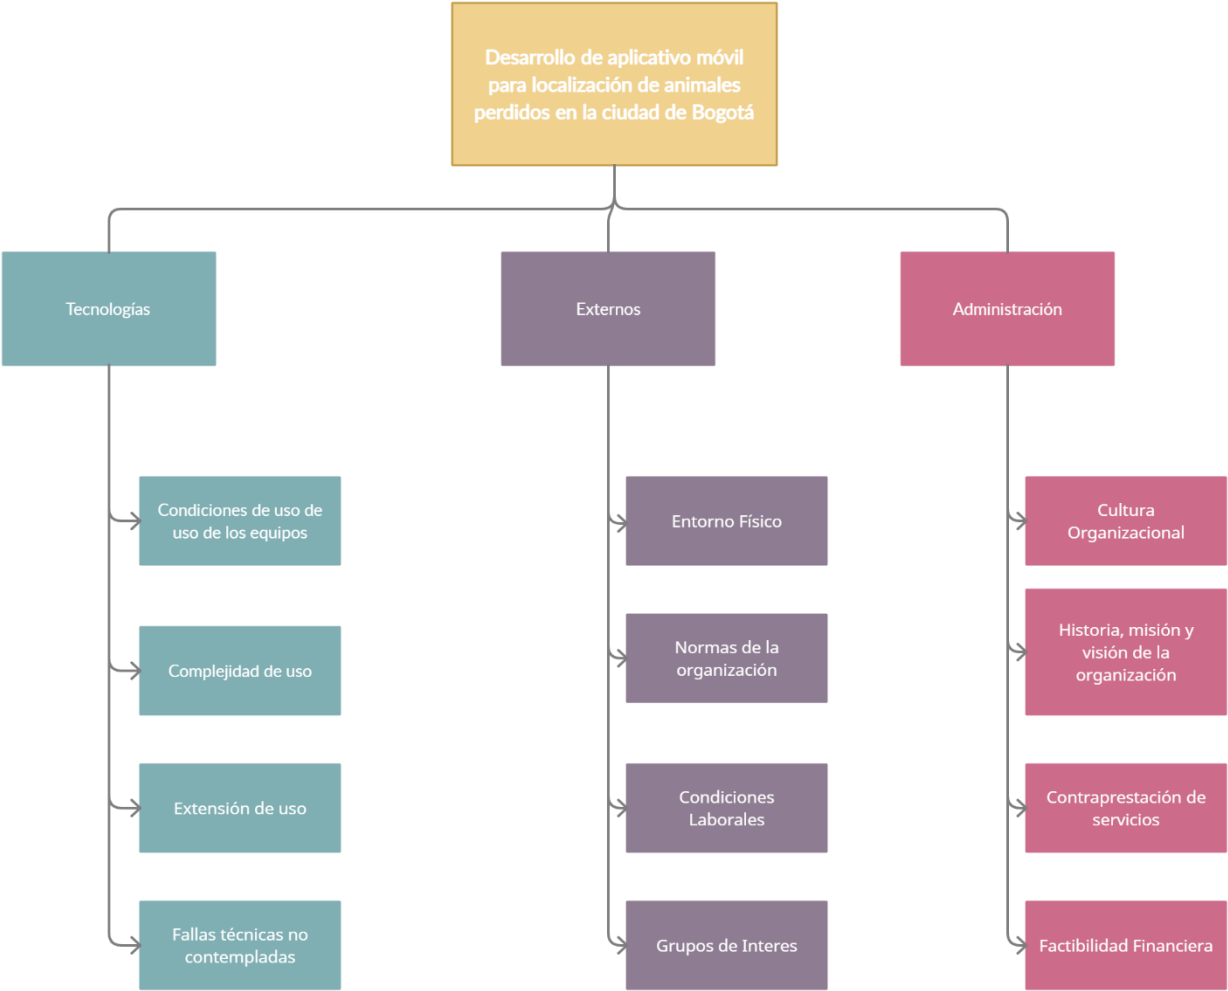 Desarrollo de aplicativo móvil
para localización de animales
perdidos en la ciudad de Bogotá
Tecnologías
Externos
Administración
Condiciones de uso de
uso de los equipos
Complejidad de uso
Extensión de uso
Fallas técnicas no
contempladas
Entorno Físico
Normas de la
organización
Condiciones
Laborales
Grupos de Interes
Cultura
Organizacional
Historia, misión y
visión de la
organización
Contraprestación de
servicios
Factibilidad Financiera